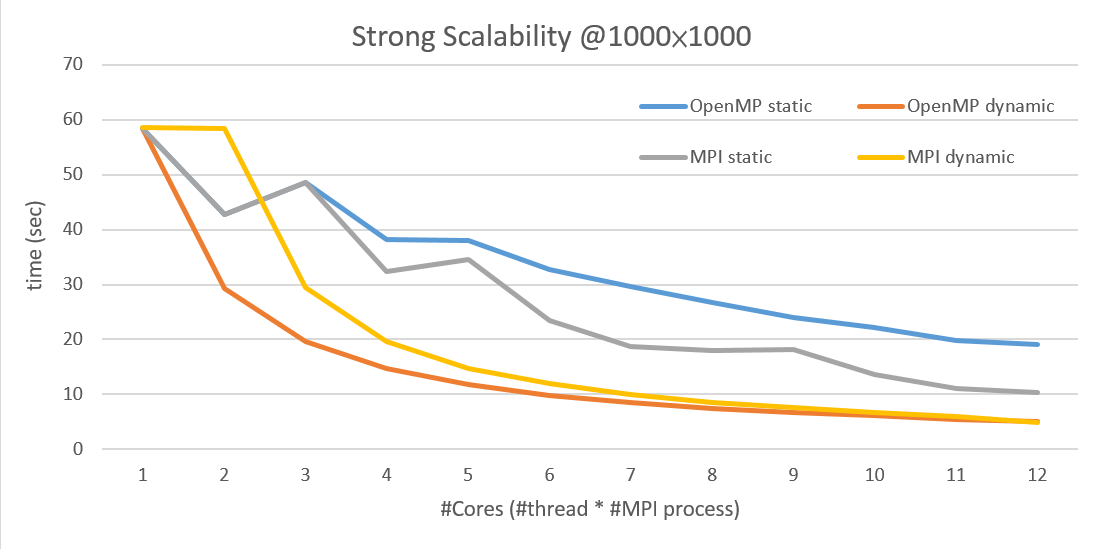 Strong Scalability @1000×1000
70
60
50
40
30
20
10
0
time (sec)
OpenMP static
OpenMP dynamic
MPI static
MPI dynamic
1 2 3 4 5 6 7 8 9 10 11 12
#Cores (#thread * #MPI process)